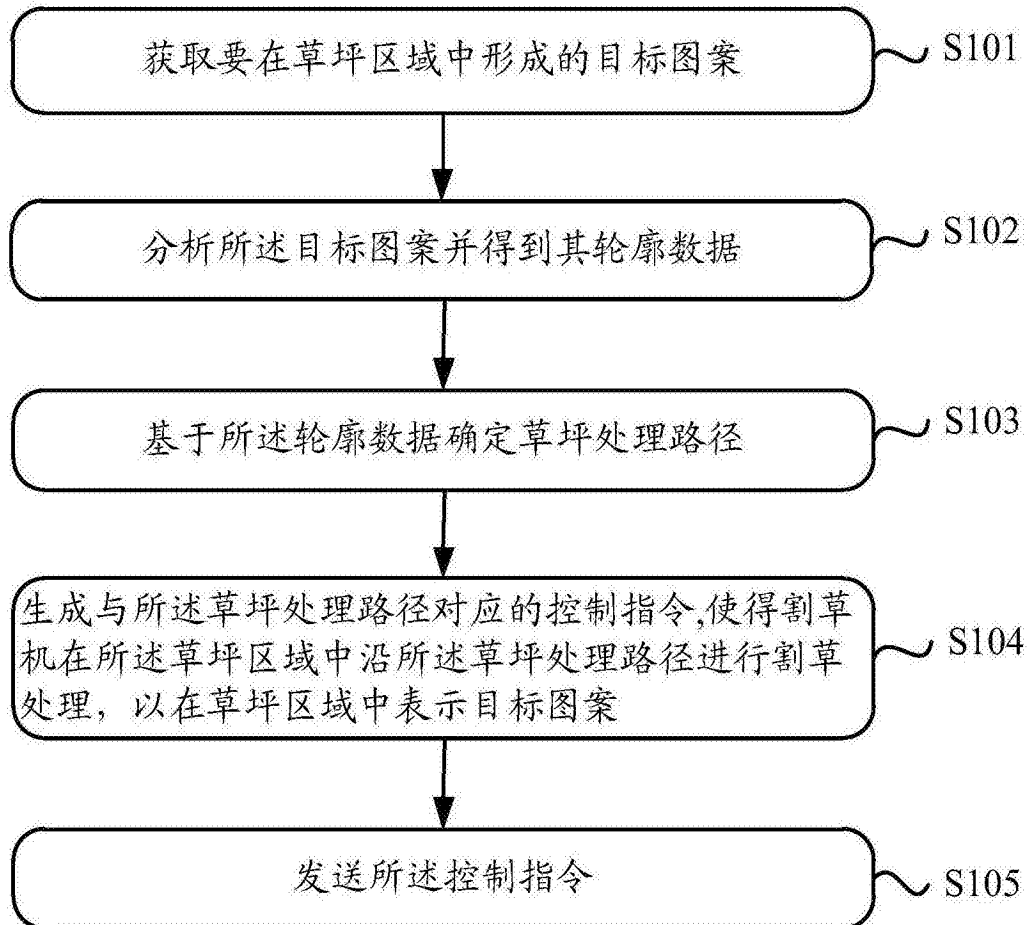 获取要在草坪区域中形成的目标图案
S101
分析所述目标图案并得到其轮廓数据
S102
基于所述轮廓数据确定草坪处理路径
S103
生成与所述草坪处理路径对应的控制指令,使得割草
机在所述草坪区域中沿所述草坪处理路径进行割草
处理，以在草坪区域中表示目标图案
S104
发送所述控制指令
S105